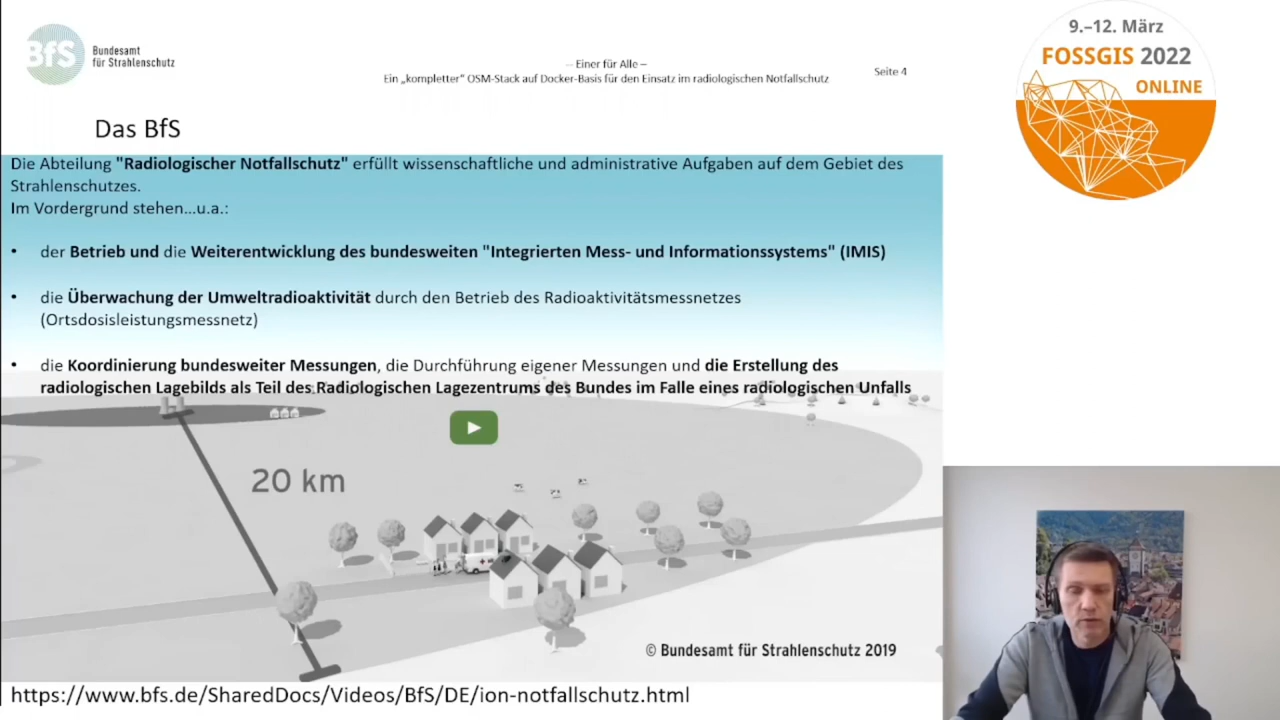 BfS
Bundesamt
für Strahlenschutz
-- Einer für Alle –
Ein „kompletter“ OSM-Stack auf Docker-Basis für den Einsatz im radiologischen Notfallschutz
Seite 4
9.–12. März
FOSSGIS 2022
ONLINE
Das BfS
Die Abteilung "Radiologischer Notfallschutz" erfüllt wissenschaftliche und administrative Aufgaben auf dem Gebiet des
Strahlenschutzes.
Im Vordergrund stehen…u.a.:
• der Betrieb und die Weiterentwicklung des bundesweiten "Integrierten Mess- und Informationssystems" (IMIS)
• die Überwachung der Umweltradioaktivität durch den Betrieb des Radioaktivitätsmessnetzes
(Ortsdosisleistungsmessnetz)
• die Koordinierung bundesweiter Messungen, die Durchführung eigener Messungen und die Erstellung des
radiologischen Lagebilds als Teil des Radiologischen Lagezentrums des Bundes im Falle eines radiologischen Unfalls
20 km
© Bundesamt für Strahlenschutz 2019
https://www.bfs.de/SharedDocs/Videos/BfS/DE/ion-notfallschutz.html